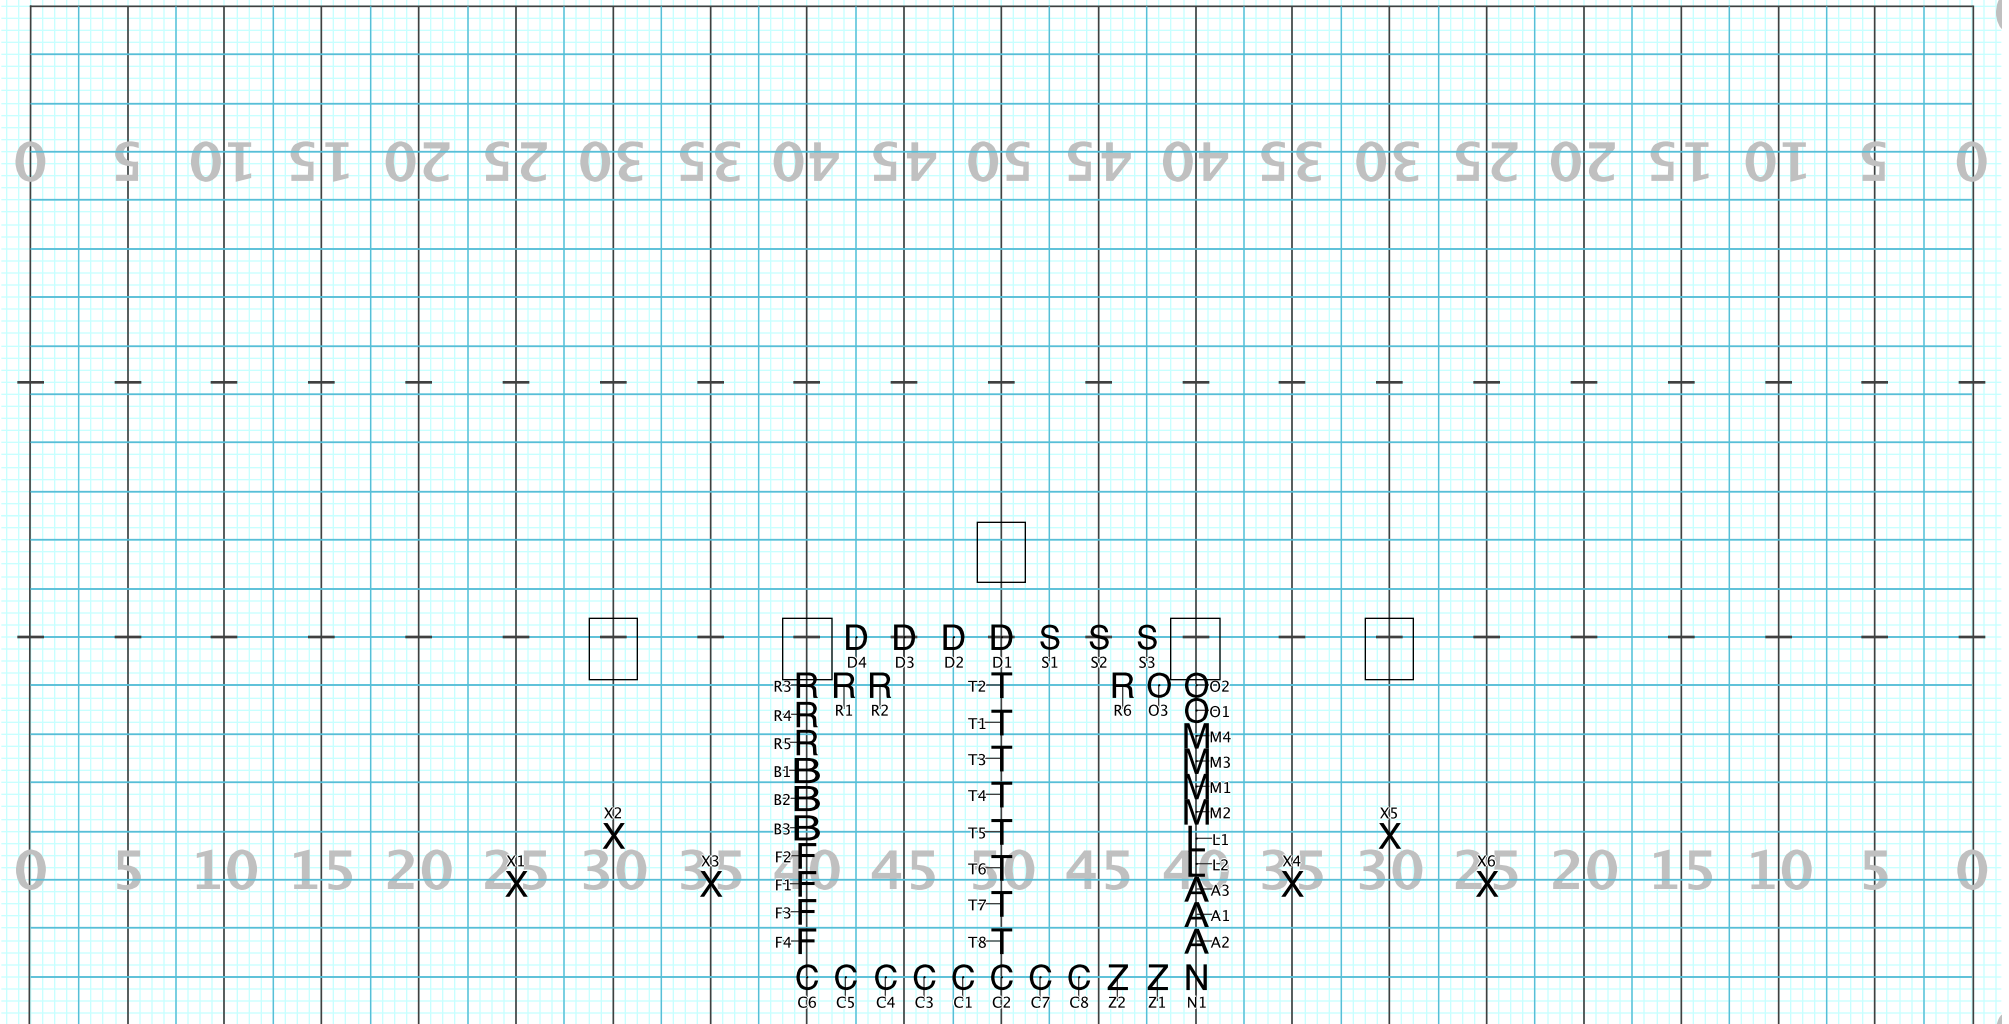 0 5 10 15 20 25 30 35 40 45 50 45 40 35 30 25 20 15 10 5 0
D D D D S S S
D4 D3 D2 D1 S1 S2 S3
R3 R R R T2 T R O O O2
R1 R2 R6 O3
R4 R O O1
T1 T
R5 R M M4
T3 T M M3
B1 B
M M1
B2 B T4 T
X2 M M2 X5
B3 B T5 T
X X
L L1
F2 F
X1 X3 T6 T L L2 X4 X6
0 5 10 15 20 25 30 35 40 45 50 45 40 35 30 25 20 15 10 5 0
X X F1 F A A3 X X
T7 T
F3 F A A1
F4 F T8 T A A2
C C C C C C C C Z Z N
C6 C5 C4 C3 C1 C2 C7 C8 Z2 Z1 N1